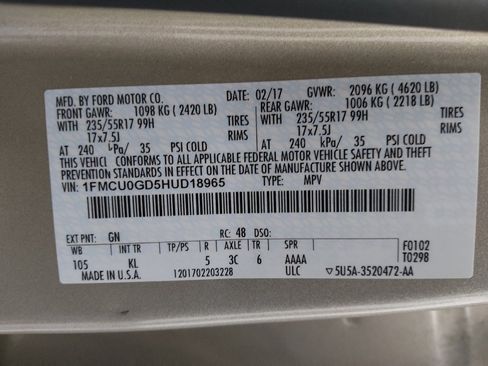 MFD. BY FORD MOTOR CO. DATE: 02/17 GVWR: 2096 KG ( 4620 LB)
FRONT GAWR: 1098 KG ( 2420 LB) REAR GAWR: 1006 KG ( 2218 LB)
WITH 235/55R17 99H TIRES WITH 235/55R17 99H TIRES
17x7.5J RIMS 17x7.5J RIMS
AT 240 kPa/ 35 PSI COLD AT 240 kPa/ 35 PSI COLD
THIS VEHICLE CONFORMS TO ALL APPLICABLE FEDERAL MOTOR VEHICLE SAFETY AND THEFT
PREVENTION STANDARDS IN EFFECT ON THE DATE OF MANUFACTURE SHOWN ABOVE.
VIN: 1FMCU0GD5HUD18965 TYPE: MPV
EXT PNT: GN RC: 48 DSO:
WB INT TR TP/PS R AXLE TR SPR F0102
105 KL 5 3C 6 AAAA T0298
MADE IN U.S.A. 1201702203228 ULC ▽5U5A-3520472-AA